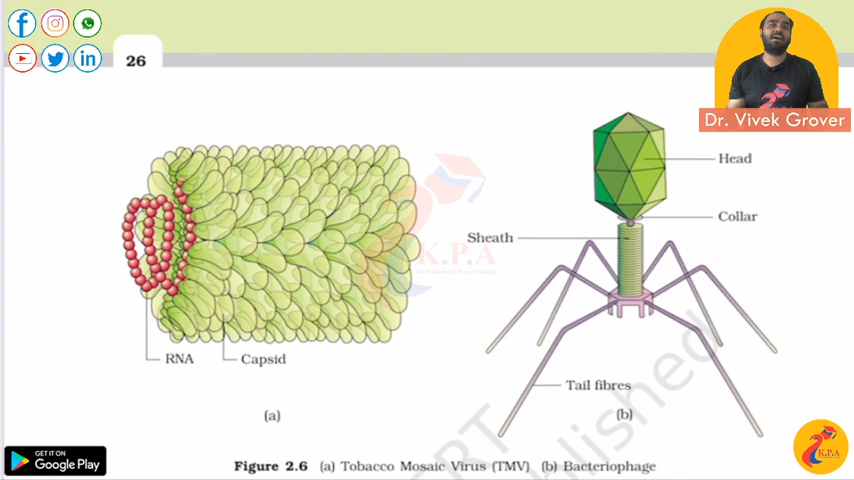 26
Dr. Vivek Grover
Head
Collar
Sheath
K.P.A
RNA
Capsid
Tail fibres
(a)
(b)
GET IT ON
Google Play
Figure 2.6 (a) Tobacco Mosaic Virus (TMV) (b) Bacteriophage
K.P.A